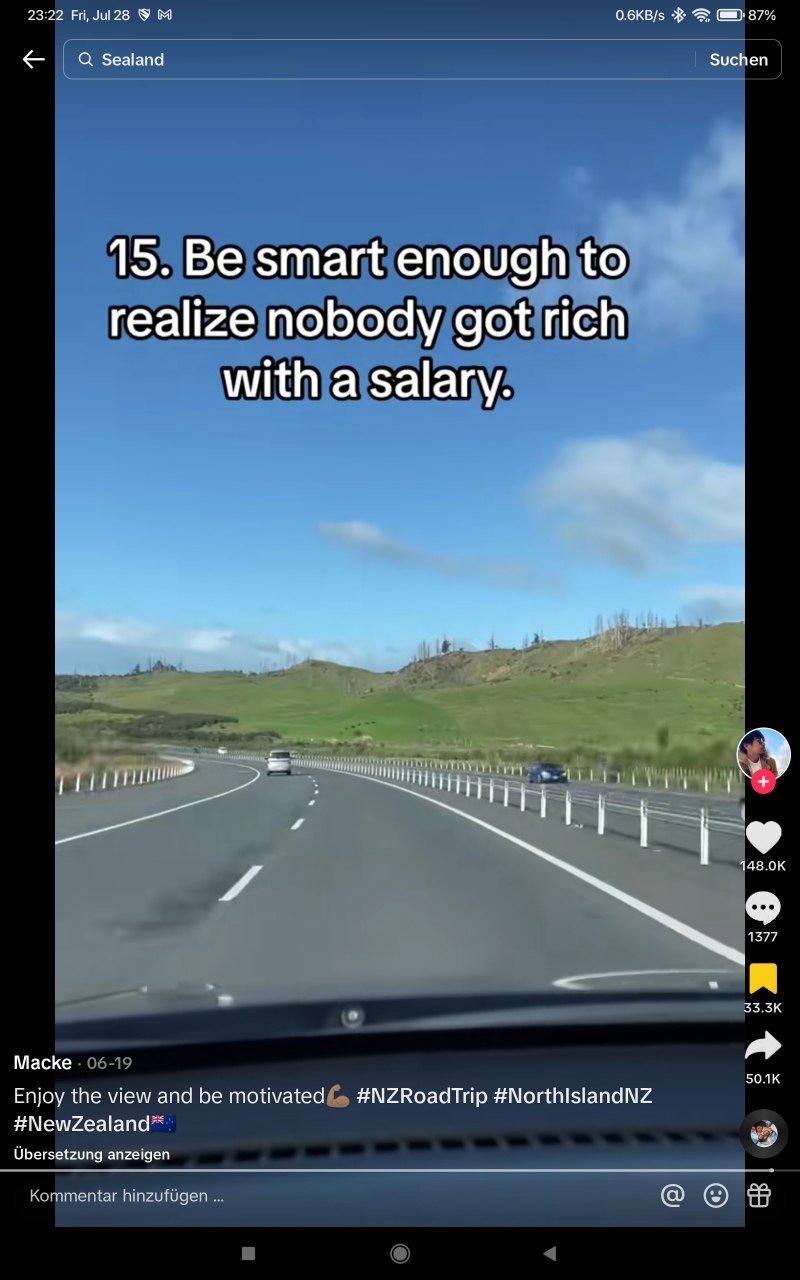 23:22 Fri, Jul 28
0.6KB/s 87%
Sealand
Suchen
15. Be smart enough to
realize nobody got rich
with a salary.
148.0K
1377
33.3K
50.1K
Macke · 06-19
Enjoy the view and be motivated💪🏽 #NZRoadTrip #NorthIslandNZ
#NewZealand🇳🇿
Übersetzung anzeigen
Kommentar hinzufügen ...